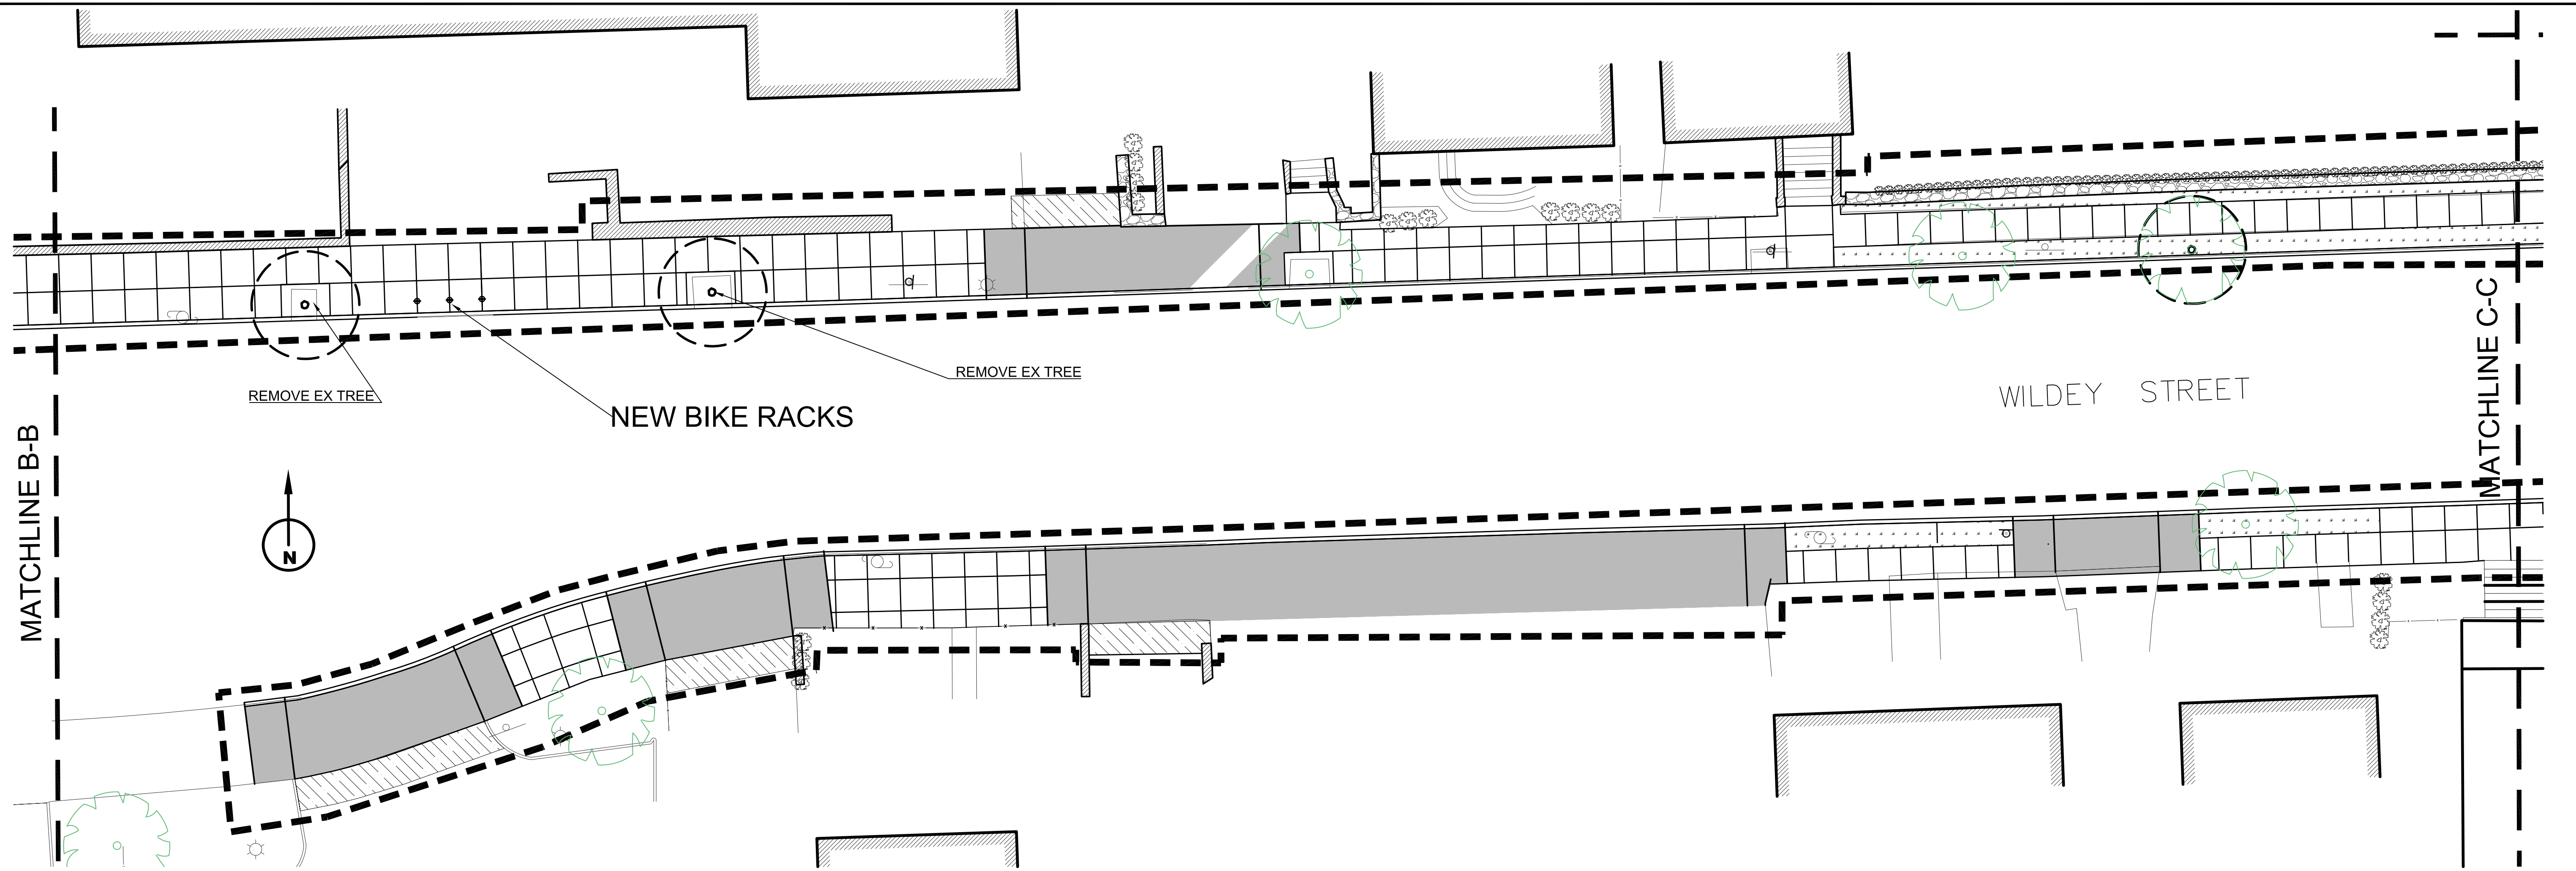 REMOVE EX TREE
REMOVE EX TREE
NEW BIKE RACKS
WILDEY STREET
MATCHLINE B-B
MATCHLINE C-C
N